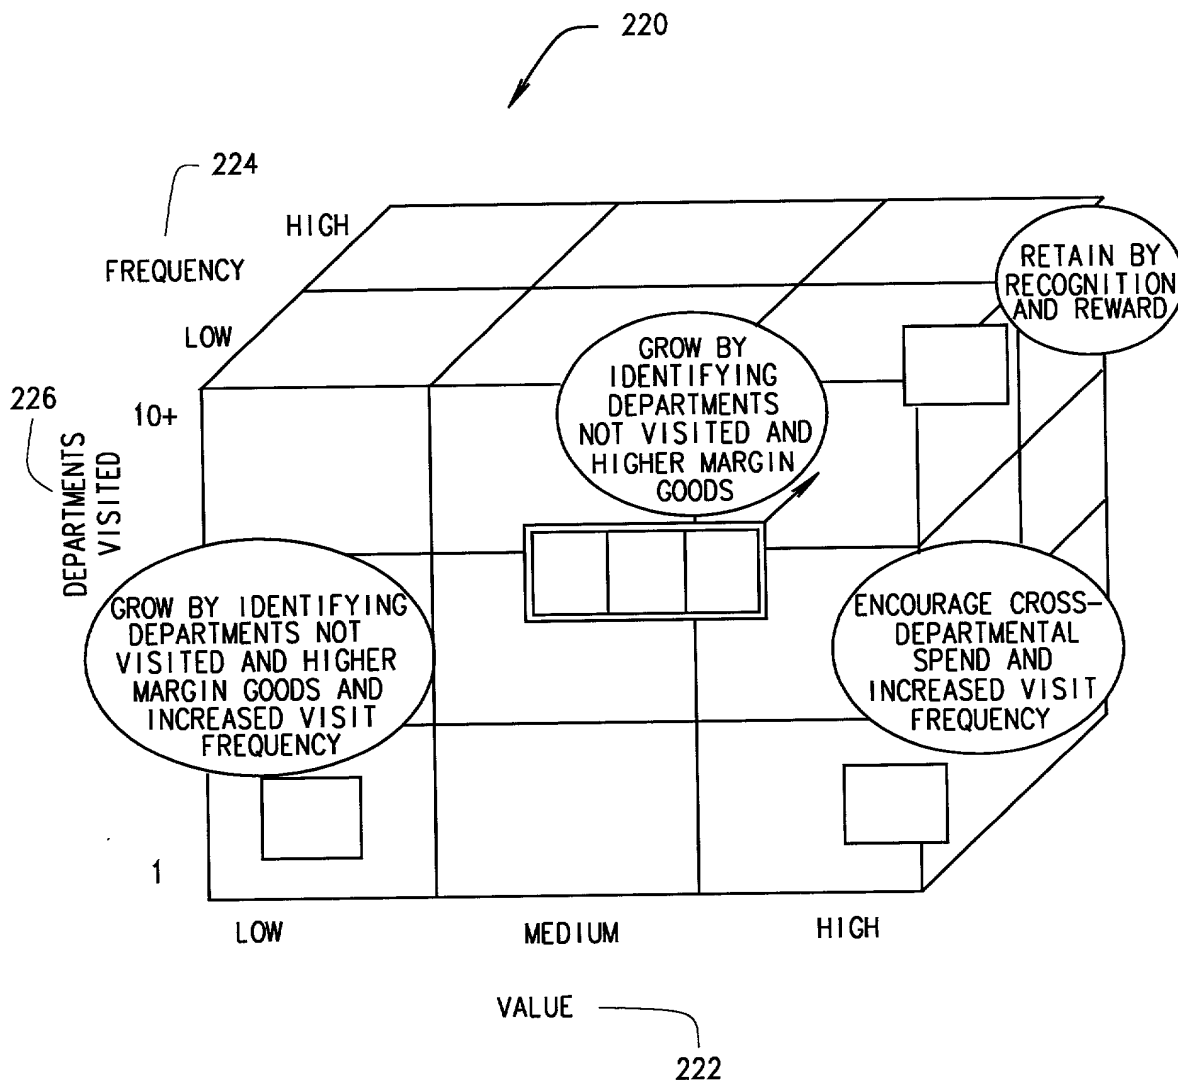 220
224
HIGH
FREQUENCY
LOW
226
10+
DEPARTMENTS
VISITED
RETAIN BY
RECOGNITION
AND REWARD
GROW BY
IDENTIFYING
DEPARTMENTS
NOT VISITED AND
HIGHER MARGIN
GOODS
GROW BY IDENTIFYING
DEPARTMENTS NOT
VISITED AND HIGHER
MARGIN GOODS AND
INCREASED VISIT
FREQUENCY
ENCOURAGE CROSS-
DEPARTMENTAL
SPEND AND
INCREASED VISIT
FREQUENCY
1
LOW
MEDIUM
HIGH
VALUE
222